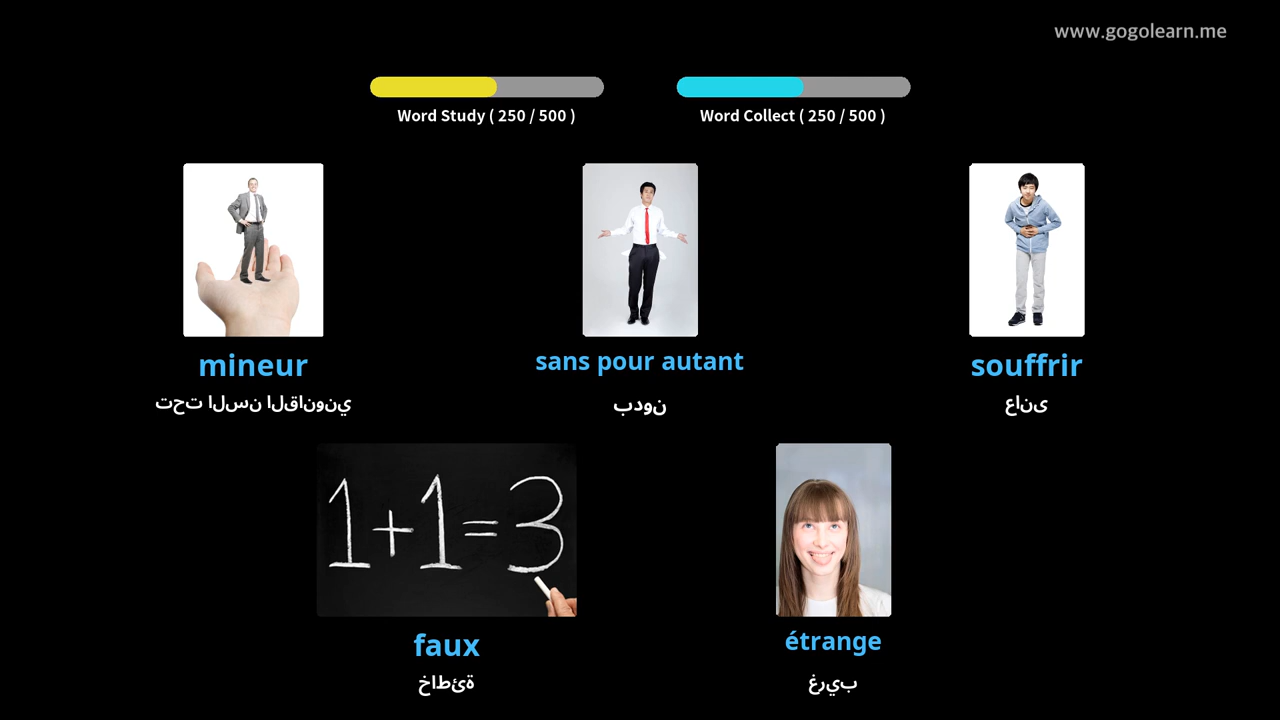 www.gogolearn.me
Word Study ( 250 / 500 )
Word Collect ( 250 / 500 )
mineur
تحت السن القانوني
sans pour autant
بدون
souffrir
عانى
1+1=3
faux
خاطئة
étrange
غريب